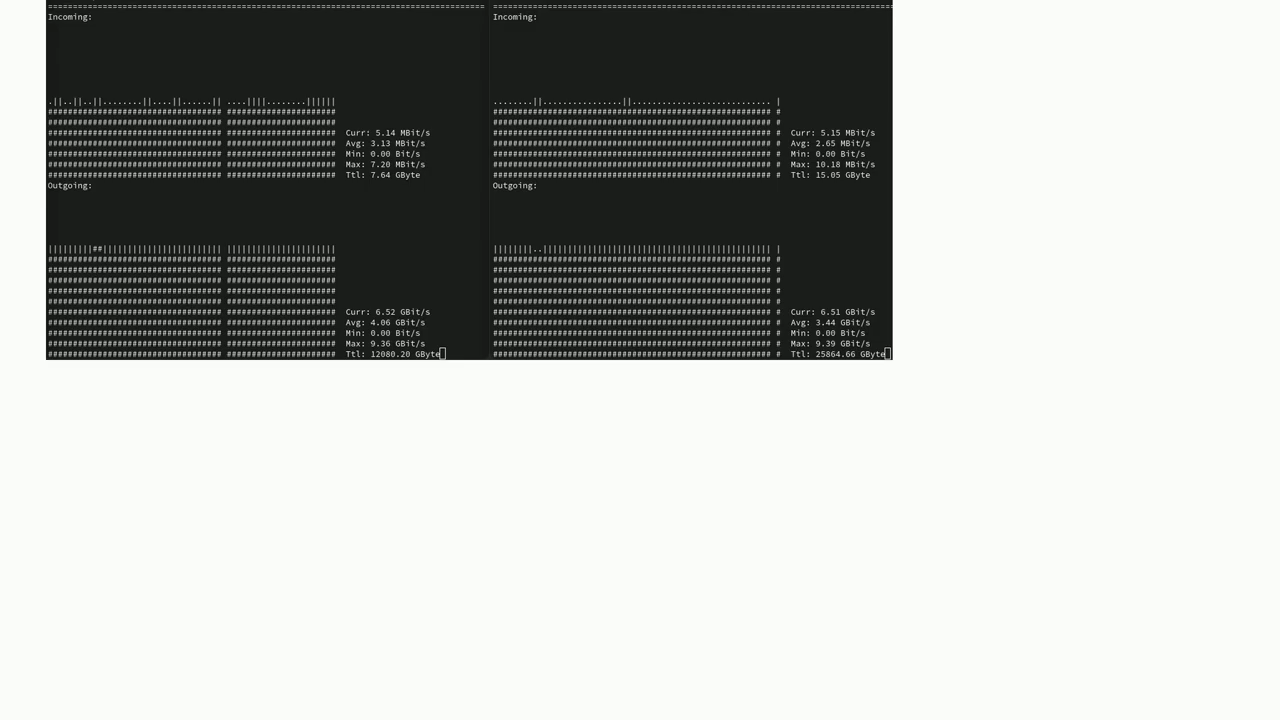 Incoming:
Curr: 5.14 MBit/s
Avg: 3.13 MBit/s
Min: 0.00 Bit/s
Max: 7.20 MBit/s
Ttl: 7.64 GByte
Outgoing:
Curr: 6.52 GBit/s
Avg: 4.06 GBit/s
Min: 0.00 Bit/s
Max: 9.36 GBit/s
Ttl: 12080.20 GByte
Incoming:
Curr: 5.15 MBit/s
Avg: 2.65 MBit/s
Min: 0.00 Bit/s
Max: 10.18 MBit/s
Ttl: 15.05 GByte
Outgoing:
Curr: 6.51 GBit/s
Avg: 3.44 GBit/s
Min: 0.00 Bit/s
Max: 9.39 GBit/s
Ttl: 25864.66 GByte